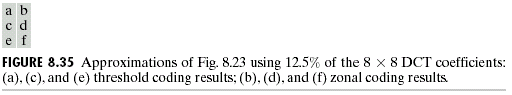 a b
c d
e f
FIGURE 8.35 Approximations of Fig. 8.23 using 12.5% of the 8 × 8 DCT coefficients:
(a), (c), and (e) threshold coding results; (b), (d), and (f) zonal coding results.